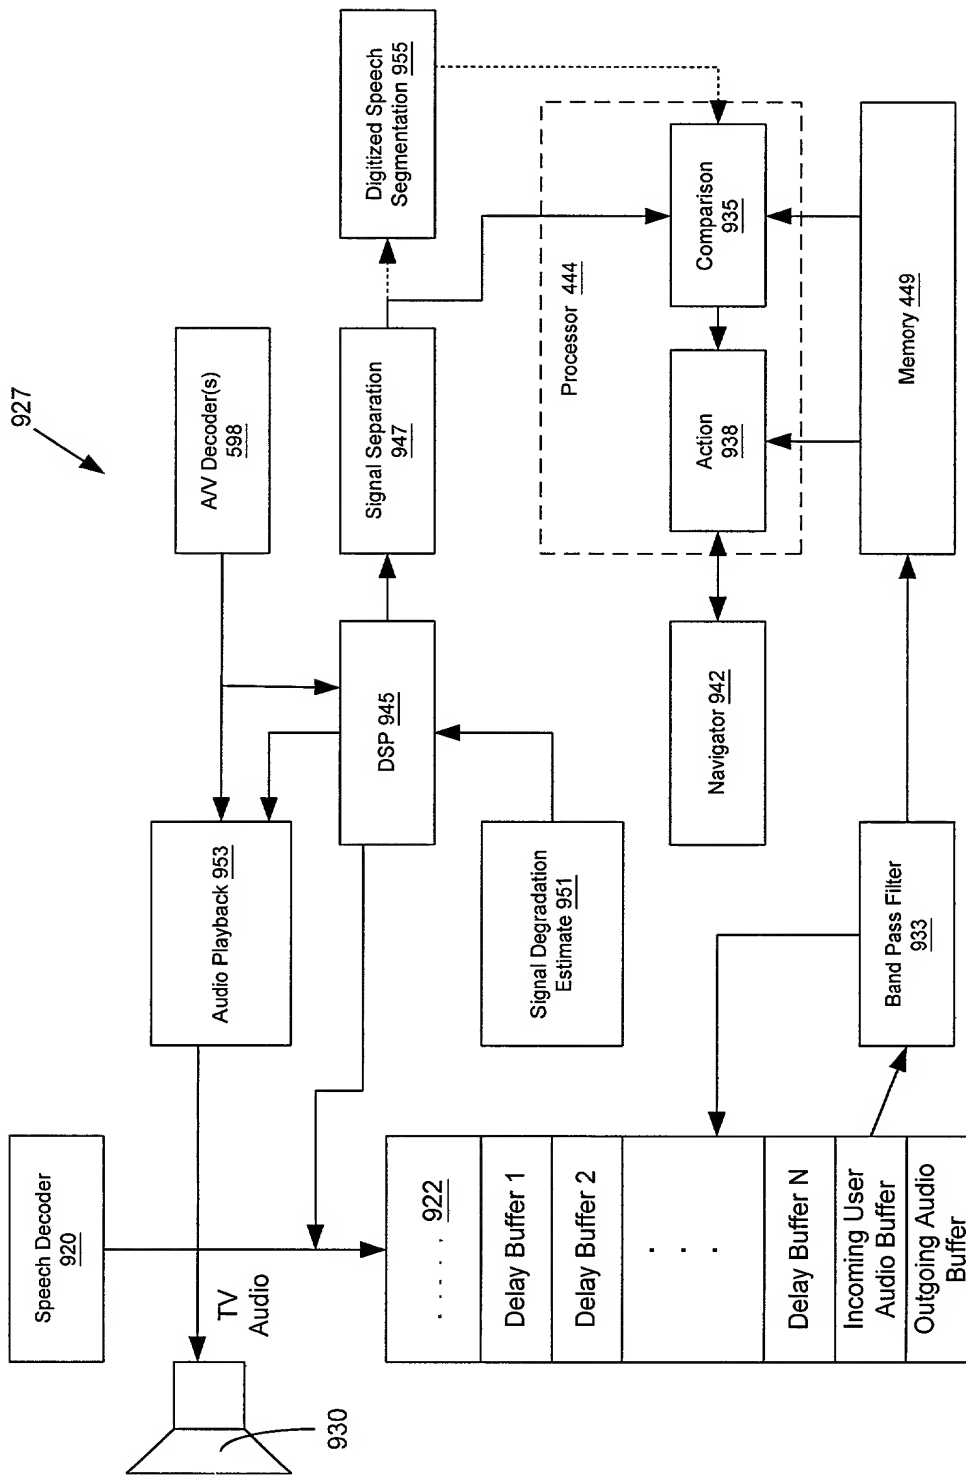 927
Speech Decoder
920
TV
Audio
930
Audio Playback 953
A/V Decoder(s)
598
DSP 945
Signal Separation
947
Digitized Speech
Segmentation 955
Signal Degradation
Estimate 951
. . . . . , 922
Delay Buffer 1
Delay Buffer 2
. . .
Delay Buffer N
Incoming User
Audio Buffer
Outgoing Audio
Buffer
Processor 444
Navigator 942
Action
938
Comparison
935
Band Pass Filter
933
Memory 449